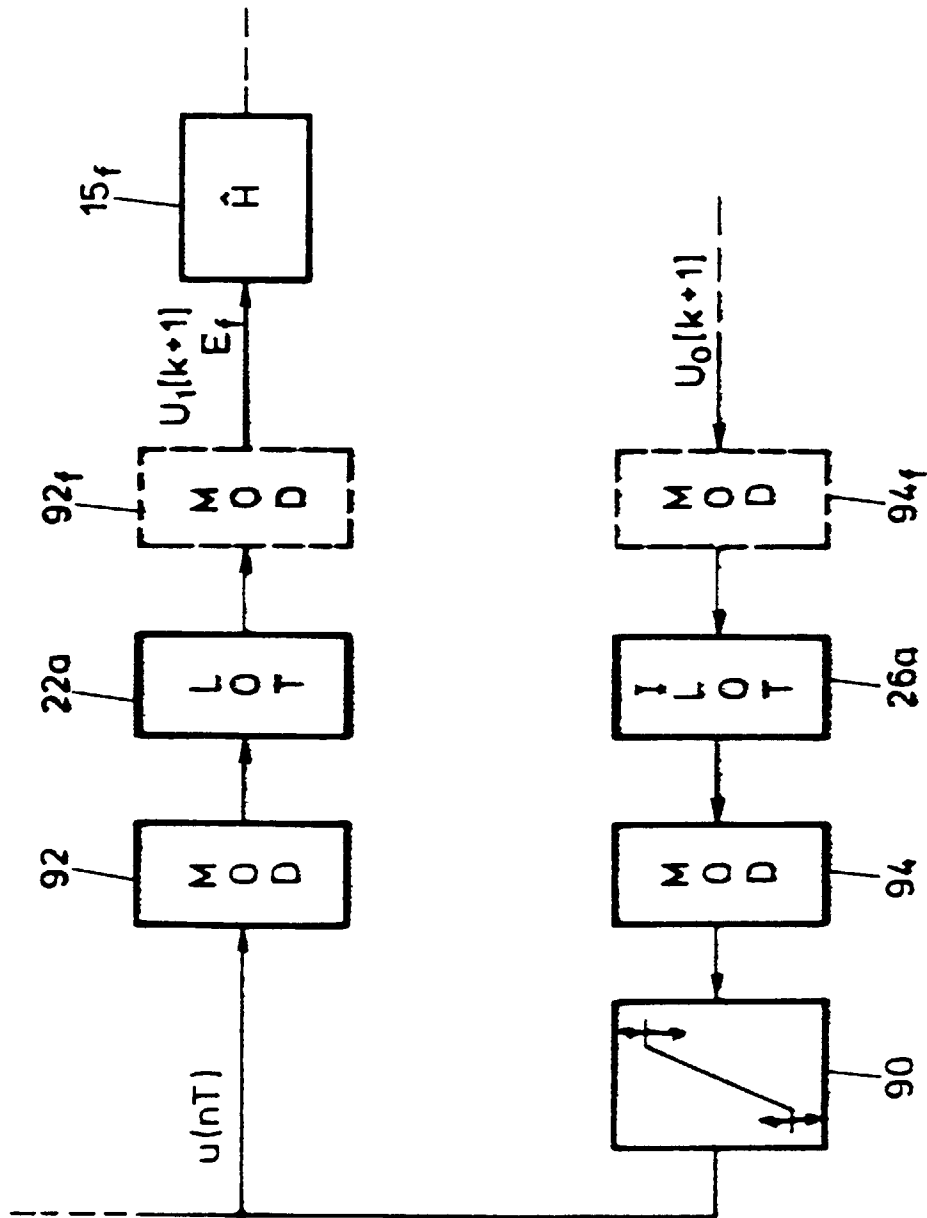 u(nT)
92
MOD
22a
LOT
92f
MOD
U1[k+1]
Ef
15f
Ĥ
90
94
MOD
26a
ILOT
94f
MOD
U0[k+1]